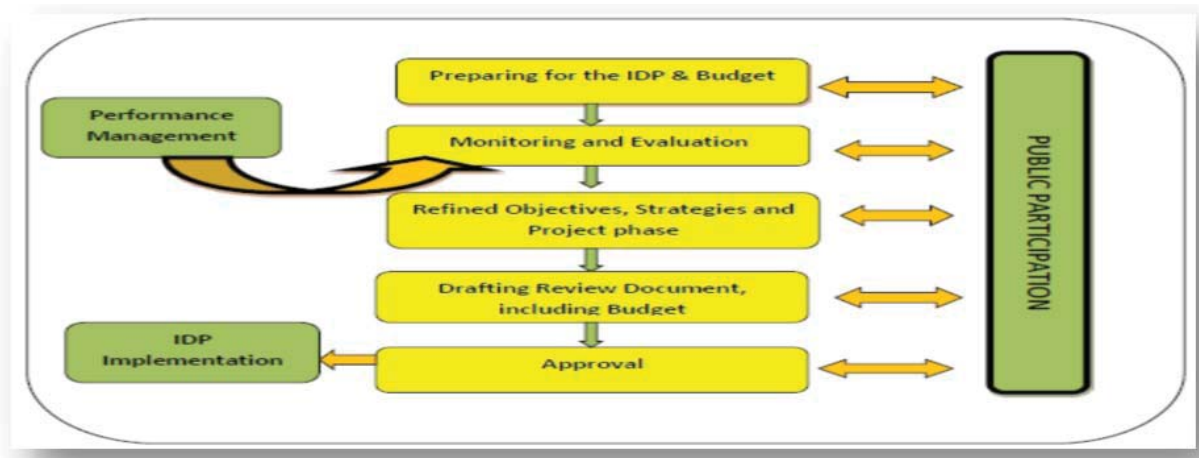 Preparing for the IDP & Budget
Performance
Management
Monitoring and Evaluation
Refined Objectives, Strategies and
Project phase
Drafting Review Document,
including Budget
IDP
Implementation
Approval
PUBLIC PARTICIPATION